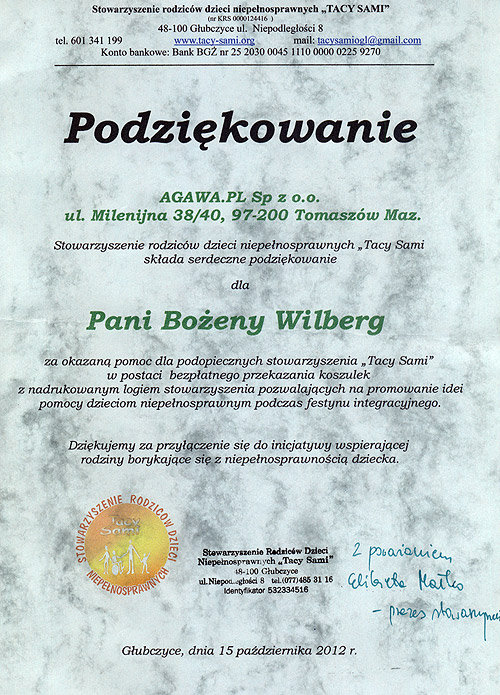 Stowarzyszenie rodziców dzieci niepełnosprawnych „TACY SAMI”
(nr KRS 0000124416 )
48-100 Głubczyce ul. Niepodległości 8
tel. 601 341 199 www.tacy-sami.org mail: tacysamiogl@gmail.com
Konto bankowe: Bank BGŻ nr 25 2030 0045 1110 0000 0225 9270
Podziękowanie
AGAWA.PL Sp z o.o.
ul. Milenijna 38/40, 97-200 Tomaszów Maz.
Stowarzyszenie rodziców dzieci niepełnosprawnych „Tacy Sami
składa serdeczne podziękowanie
dla
Pani Bożeny Wilberg
za okazaną pomoc dla podopiecznych stowarzyszenia „Tacy Sami”
w postaci bezpłatnego przekazania koszulek
z nadrukowanym logiem stowarzyszenia pozwalających na promowanie idei
pomocy dzieciom niepełnosprawnym podczas festynu integracyjnego.
Dziękujemy za przyłączenie się do inicjatywy wspierającej
rodziny borykające się z niepełnosprawnością dziecka.
STOWARZYSZENIE RODZICÓW DZIECI
NIEPEŁNOSPRAWNYCH
Tacy
Sami
Stowarzyszenie Rodziców Dzieci
Niepełnosprawnych „Tacy Sami”
48-100 Głubczyce
ul.Niepodległości 8 tel.(077)485 31 16
Identyfikator 532334516
Z poważaniem
Elżbieta
- prezes
Głubczyce, dnia 15 października 2012 r.